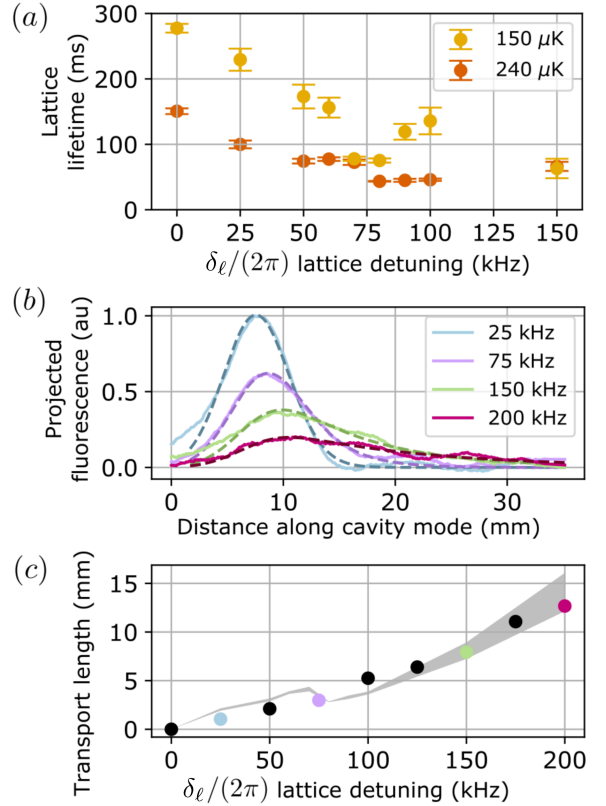 (a)
300
200
100
0
Lattice
lifetime (ms)
150 μK
240 μK
0 25 50 75 100 125 150
δℓ/(2π) lattice detuning (kHz)
(b)
1.0
0.5
0.0
Projected
fluorescence (au)
25 kHz
75 kHz
150 kHz
200 kHz
0 10 20 30
Distance along cavity mode (mm)
(c)
15
10
5
0
Transport length (mm)
0 50 100 150 200
δℓ/(2π) lattice detuning (kHz)